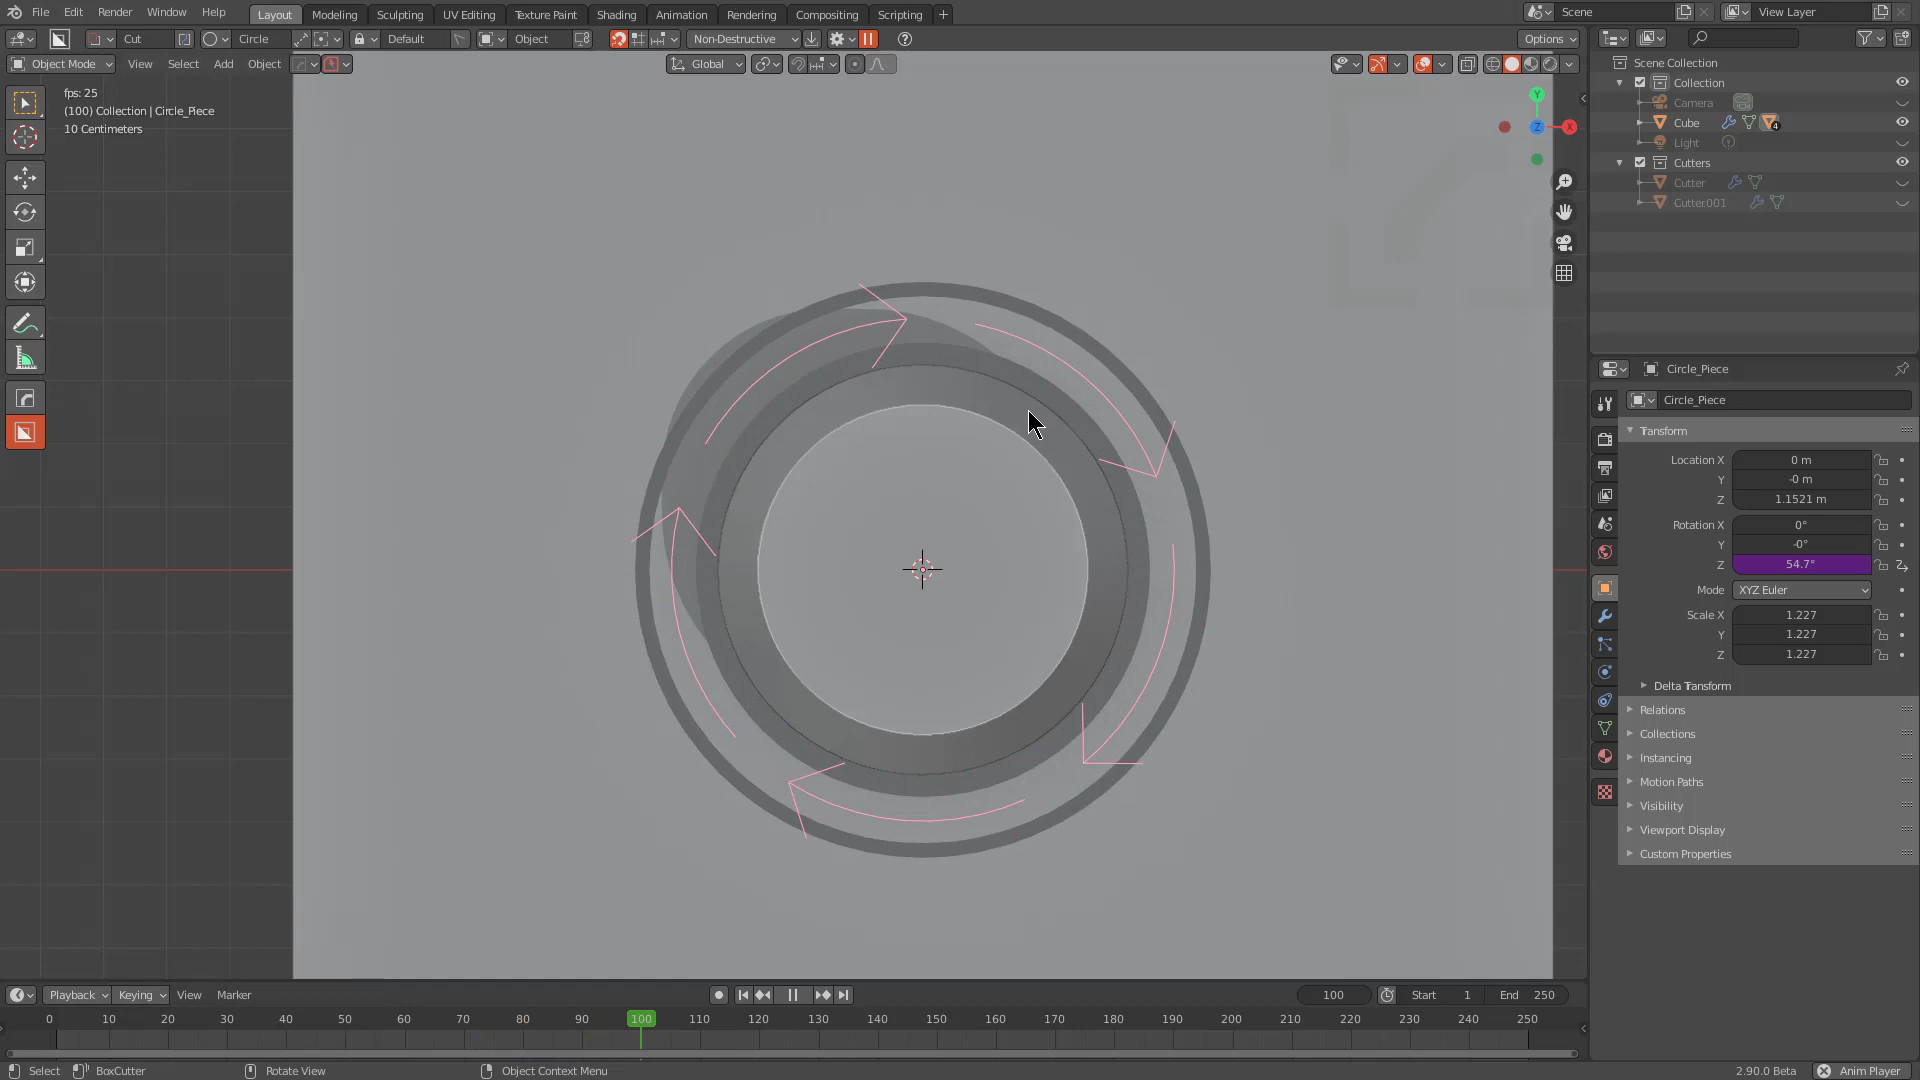 File Edit Render Window Help Layout Modeling Sculpting UV Editing Texture Paint Shading Animation Rendering Compositing Scripting + Scene View Layer
Cut Circle Default Object Non-Destructive Options
Object Mode View Select Add Object Global
fps: 25
(100) Collection | Circle_Piece
10 Centimeters
Y
Z
X
Scene Collection
Collection
Camera
Cube 4
Light
Cutters
Cutter
Cutter.001
Circle_Piece
Circle_Piece
Transform
Location X 0 m
Y -0 m
Z 1.1521 m
Rotation X 0°
Y -0°
Z 54.7°
Mode XYZ Euler
Scale X 1.227
Y 1.227
Z 1.227
Delta Transform
Relations
Collections
Instancing
Motion Paths
Visibility
Viewport Display
Custom Properties
Playback Keying View Marker 100 Start 1 End 250
0 10 20 30 40 50 60 70 80 90 100 110 120 130 140 150 160 170 180 190 200 210 220 230 240 250
Select BoxCutter Rotate View Object Context Menu 2.90.0 Beta Anim Player